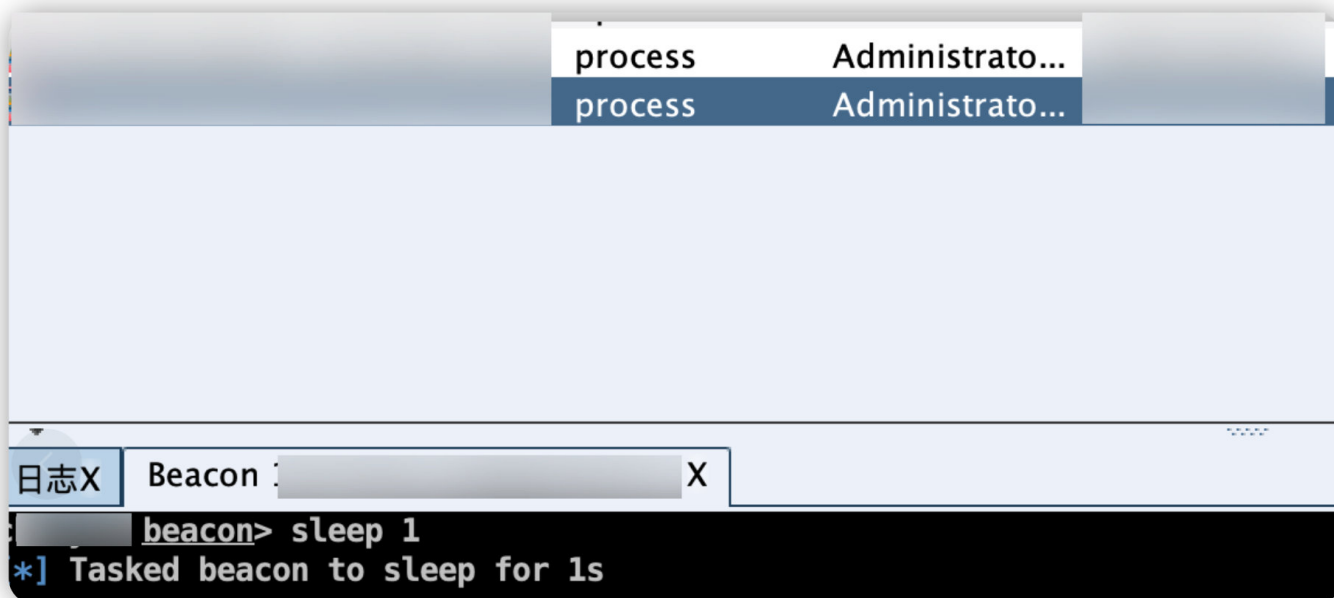 process Administrato...
process Administrato...
日志X
Beacon X
beacon> sleep 1
*] Tasked beacon to sleep for 1s